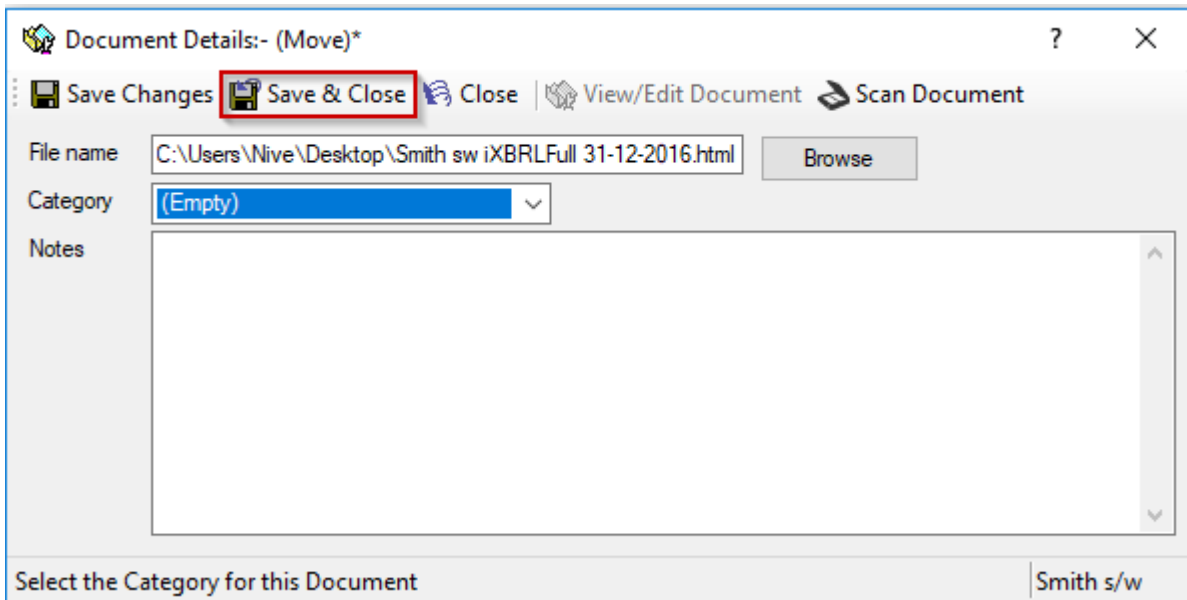 Document Details:- (Move)* ?
Save Changes Save & Close Close View/Edit Document Scan Document
File name C:\Users\Nive\Desktop\Smith sw iXBRLFull 31-12-2016.html Browse
Category (Empty)
Notes
Select the Category for this Document Smith s/w